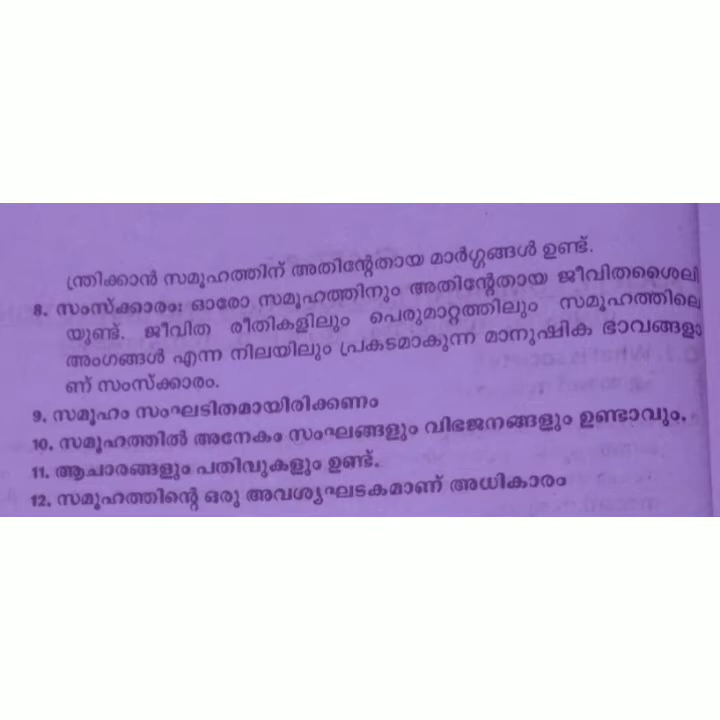 ന്ത്രിക്കാൻ സമൂഹത്തിന് അതിന്റേതായ മാർഗ്ഗങ്ങൾ ഉണ്ട്.
8. സംസ്ക്കാരം: ഓരോ സമൂഹത്തിനും അതിന്റേതായ ജീവിതശൈലി
യുണ്ട്. ജീവിത രീതികളിലും പെരുമാറ്റത്തിലും സമൂഹത്തിലെ
അംഗങ്ങൾ എന്ന നിലയിലും പ്രകടമാകുന്ന മാനുഷിക ഭാവങ്ങളാ
ണ് സംസ്ക്കാരം.
9. സമൂഹം സംഘടിതമായിരിക്കണം
10. സമൂഹത്തിൽ അനേകം സംഘങ്ങളും വിഭജനങ്ങളും ഉണ്ടാവും.
11. ആചാരങ്ങളും പതിവുകളും ഉണ്ട്.
12. സമൂഹത്തിന്റെ ഒരു അവശ്യഘടകമാണ് അധികാരം